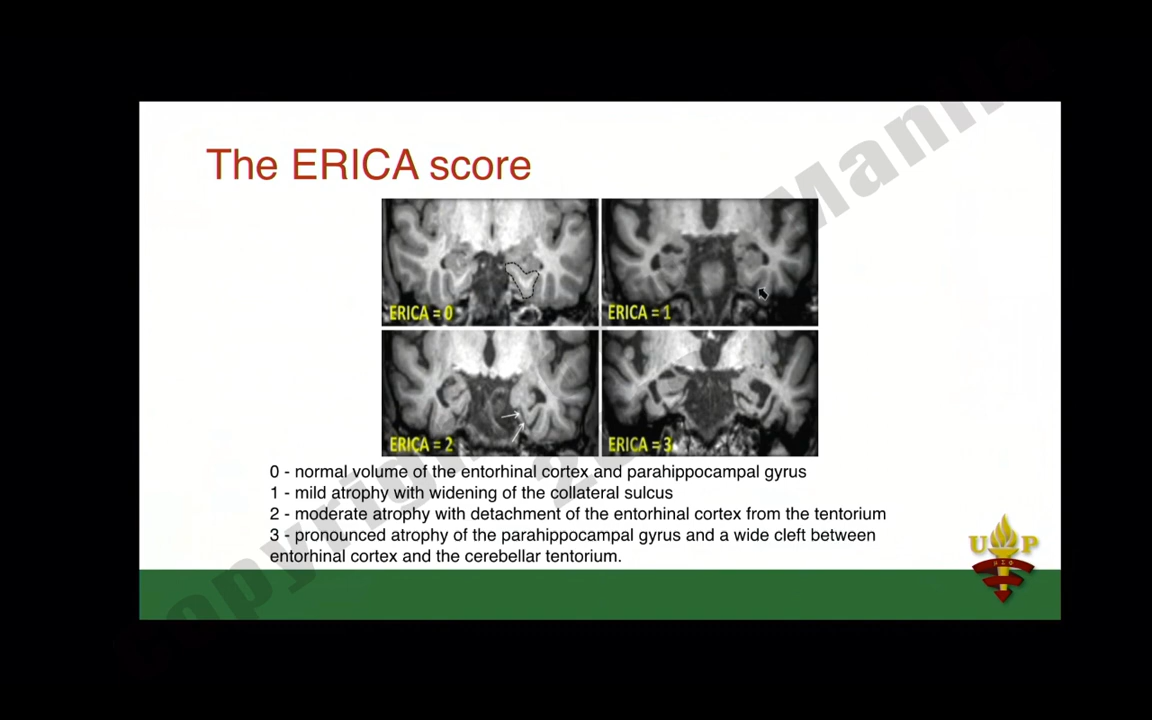 The ERICA score
ERICA = 0
ERICA = 1
ERICA = 2
ERICA = 3
0 - normal volume of the entorhinal cortex and parahippocampal gyrus
1 - mild atrophy with widening of the collateral sulcus
2 - moderate atrophy with detachment of the entorhinal cortex from the tentorium
3 - pronounced atrophy of the parahippocampal gyrus and a wide cleft between
entorhinal cortex and the cerebellar tentorium.
UP
ΜΣΦ
Manila